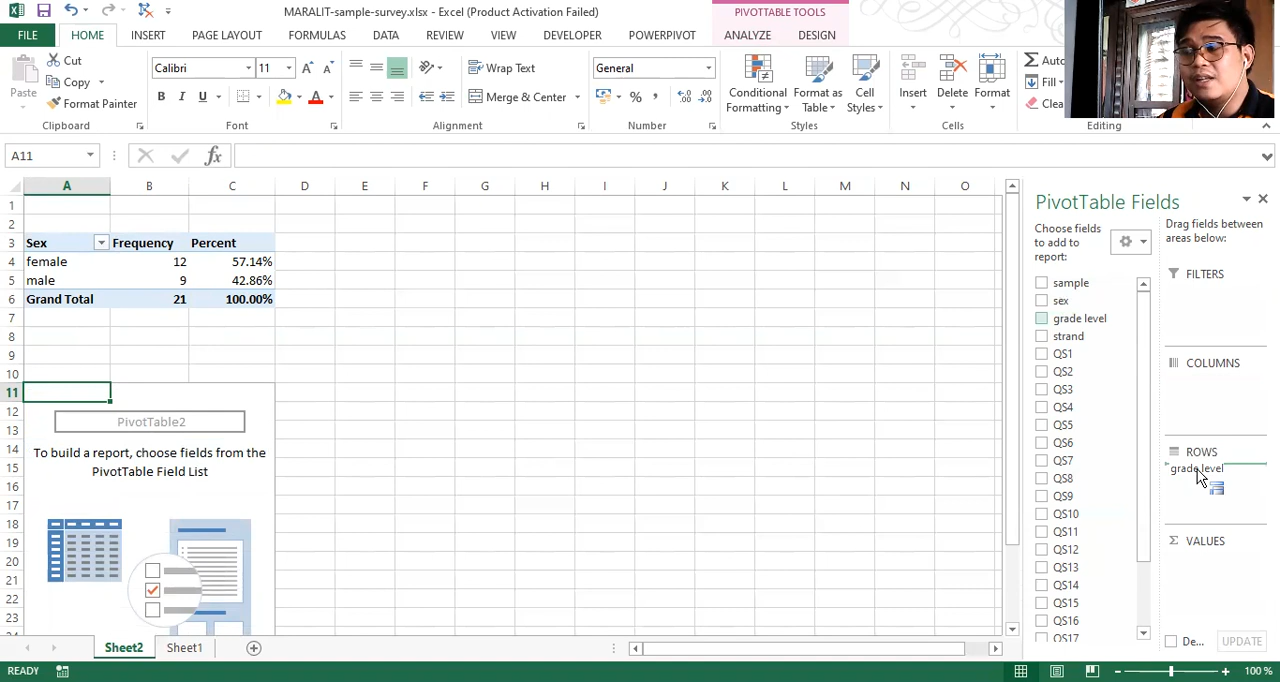 MARALIT-sample-survey.xlsx - Excel (Product Activation Failed)
PIVOTTABLE TOOLS
FILE HOME INSERT PAGE LAYOUT FORMULAS DATA REVIEW VIEW DEVELOPER POWERPIVOT ANALYZE DESIGN
Cut
Copy
Format Painter
Paste
Clipboard
Calibri 11
B I U
Font
Wrap Text
Merge & Center
Alignment
General
Number
Conditional Formatting
Format as Table
Cell Styles
Styles
Insert Delete Format
Cells
Fill
Editing
A11
A B C D E F G H I J K L M N O
1
2
3 Sex Frequency Percent
4 female 12 57.14%
5 male 9 42.86%
6 Grand Total 21 100.00%
7
8
9
10
11
12
13
14
15
16
17
18
19
20
21
22
23
PivotTable2
To build a report, choose fields from the
PivotTable Field List
PivotTable Fields
Choose fields
to add to
report:
sample
sex
grade level
strand
QS1
QS2
QS3
QS4
QS5
QS6
QS7
QS8
QS9
QS10
QS11
QS12
QS13
QS14
QS15
QS16
QS17
Drag fields between
areas below:
FILTERS
COLUMNS
ROWS
grade level
VALUES
De... UPDATE
Sheet2 Sheet1
READY
100 %